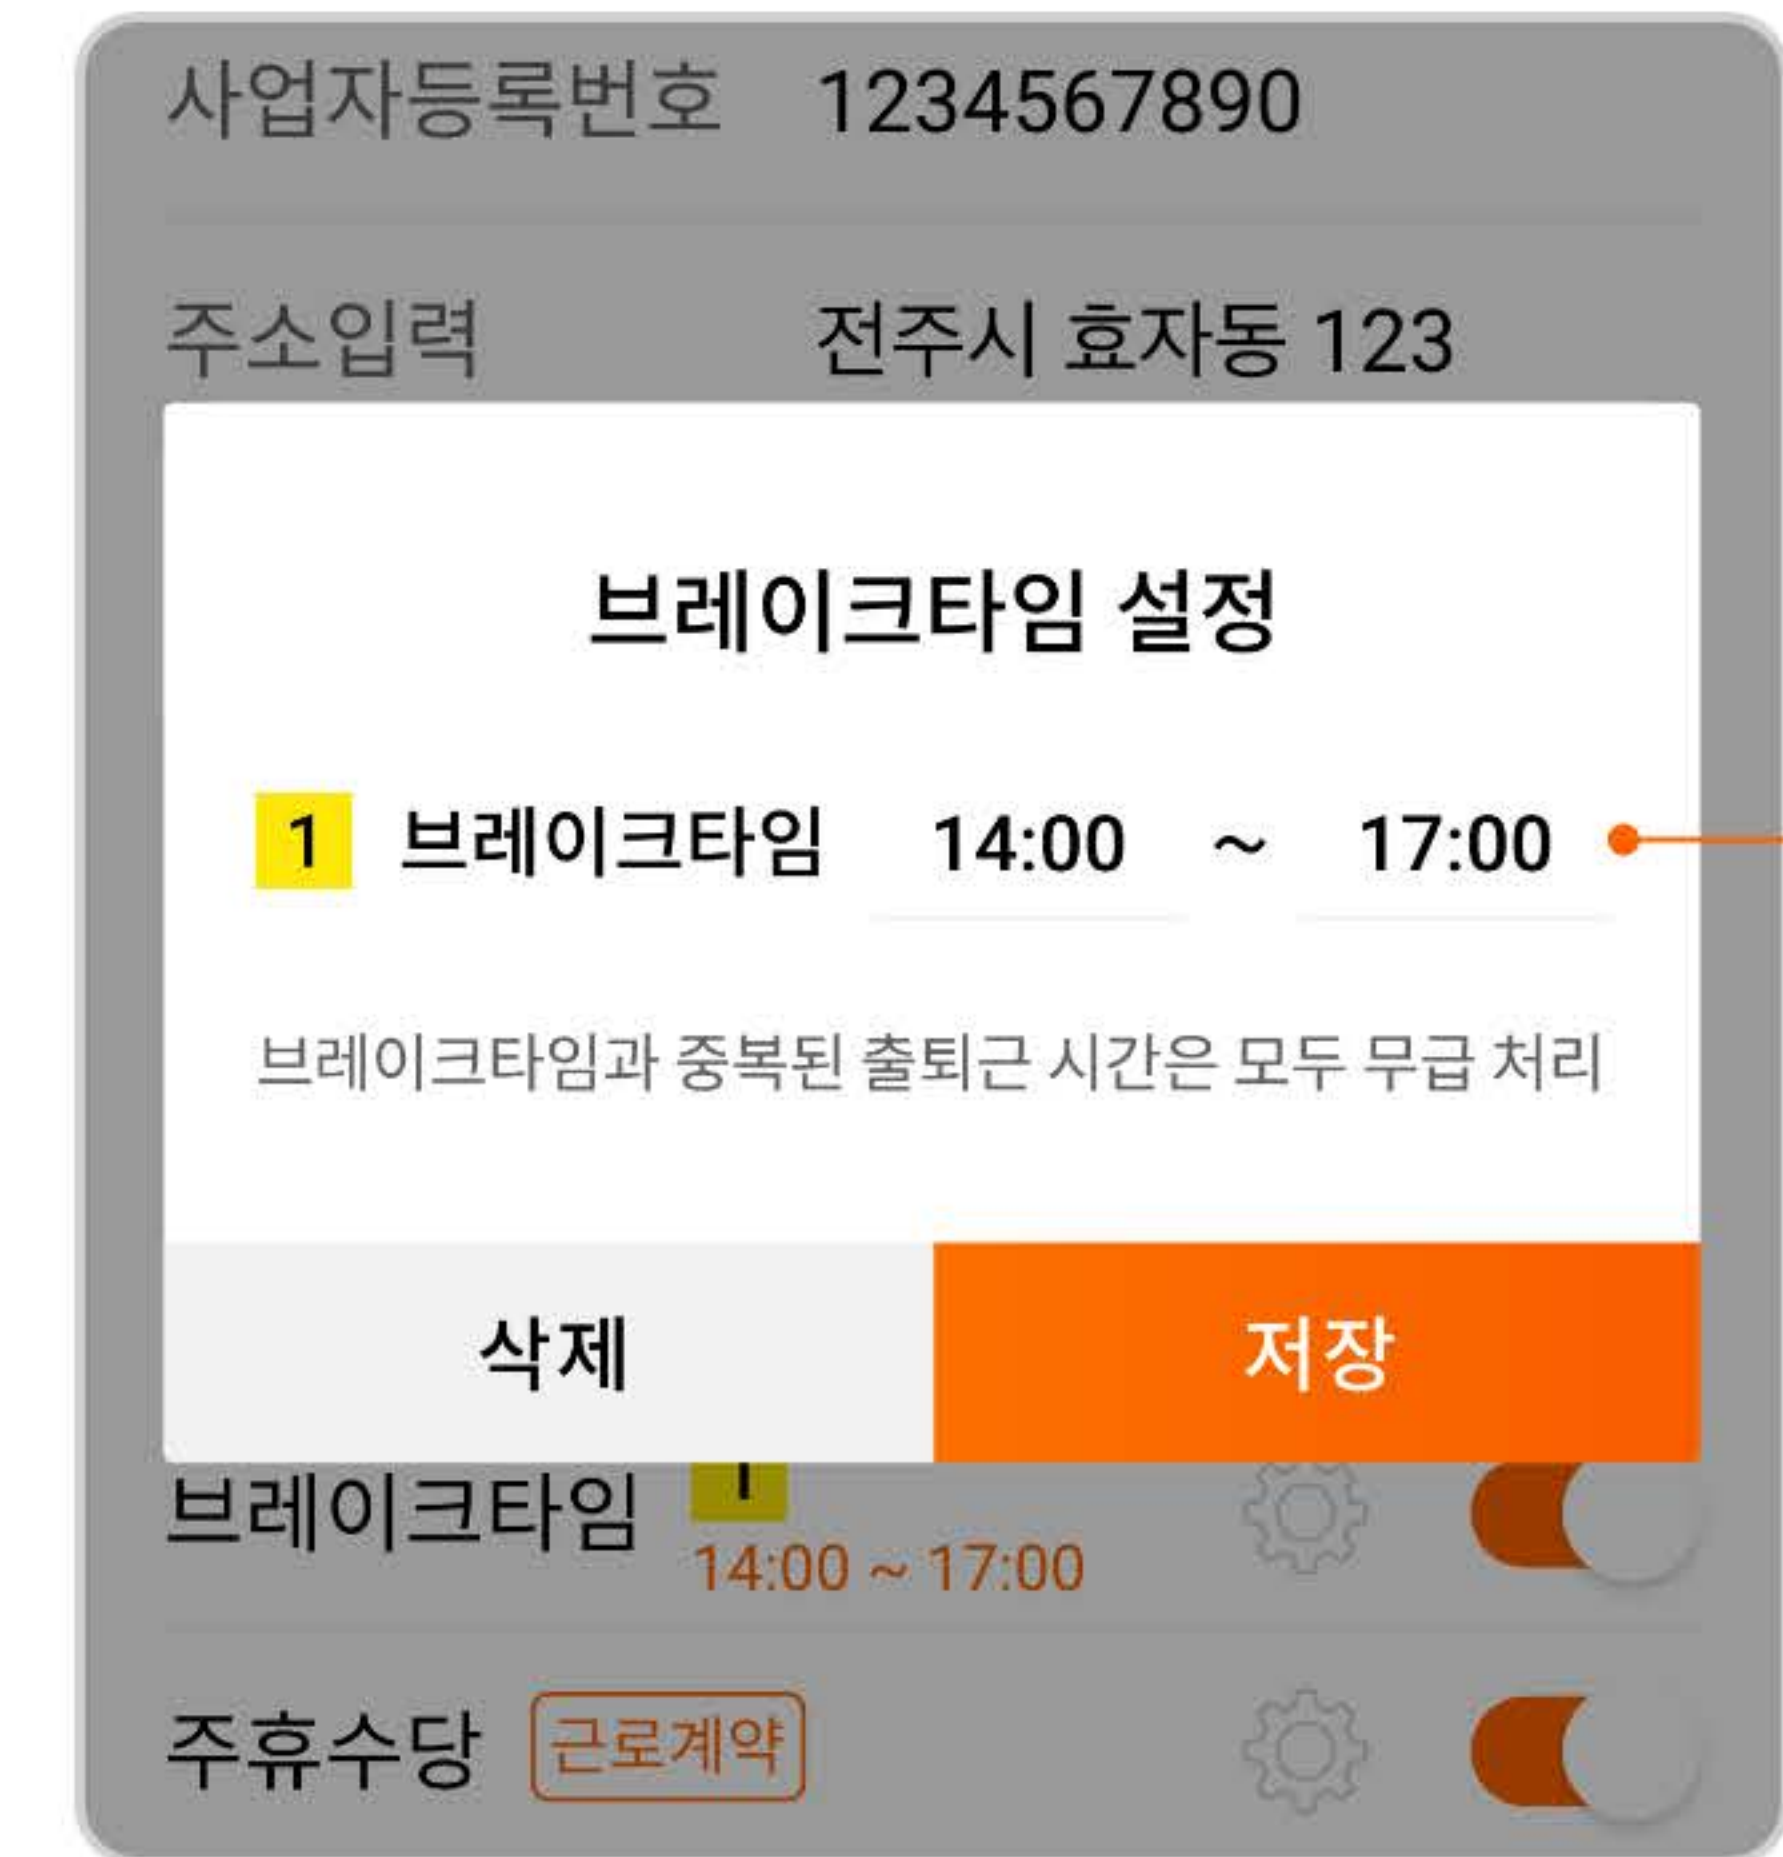 사업자등록번호 1234567890
주소입력 전주시 효자동 123
브레이크타임 설정
1 브레이크타임 14:00 ~ 17:00
브레이크타임과 중복된 출퇴근 시간은 모두 무급 처리
삭제 저장
브레이크타임 1
14:00 ~ 17:00
주휴수당 근로계약